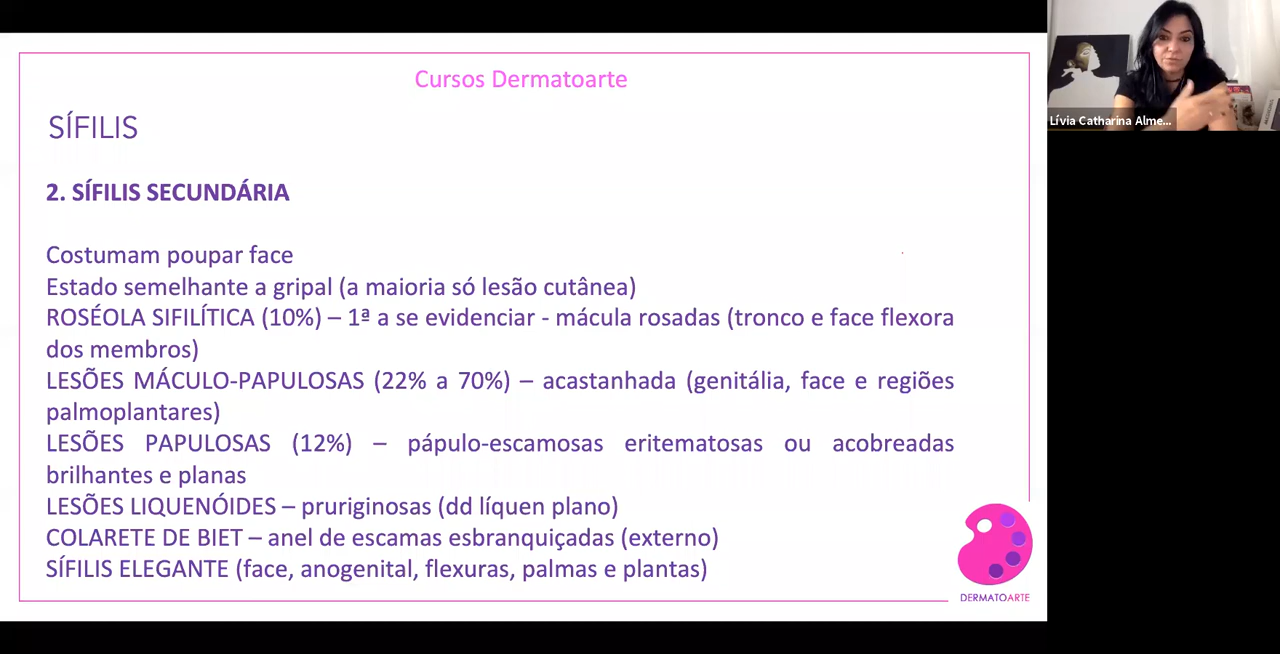 Cursos Dermatoarte
SÍFILIS
2. SÍFILIS SECUNDÁRIA
Costumam poupar face
Estado semelhante a gripal (a maioria só lesão cutânea)
ROSÉOLA SIFILÍTICA (10%) – 1ª a se evidenciar - mácula rosadas (tronco e face flexora
dos membros)
LESÕES MÁCULO-PAPULOSAS (22% a 70%) – acastanhada (genitália, face e regiões
palmoplantares)
LESÕES PAPULOSAS (12%) – pápulo-escamosas eritematosas ou acobreadas
brilhantes e planas
LESÕES LIQUENÓIDES – pruriginosas (dd líquen plano)
COLARETE DE BIET – anel de escamas esbranquiçadas (externo)
SÍFILIS ELEGANTE (face, anogenital, flexuras, palmas e plantas)
DERMATOARTE
Lívia Catharina Alme...